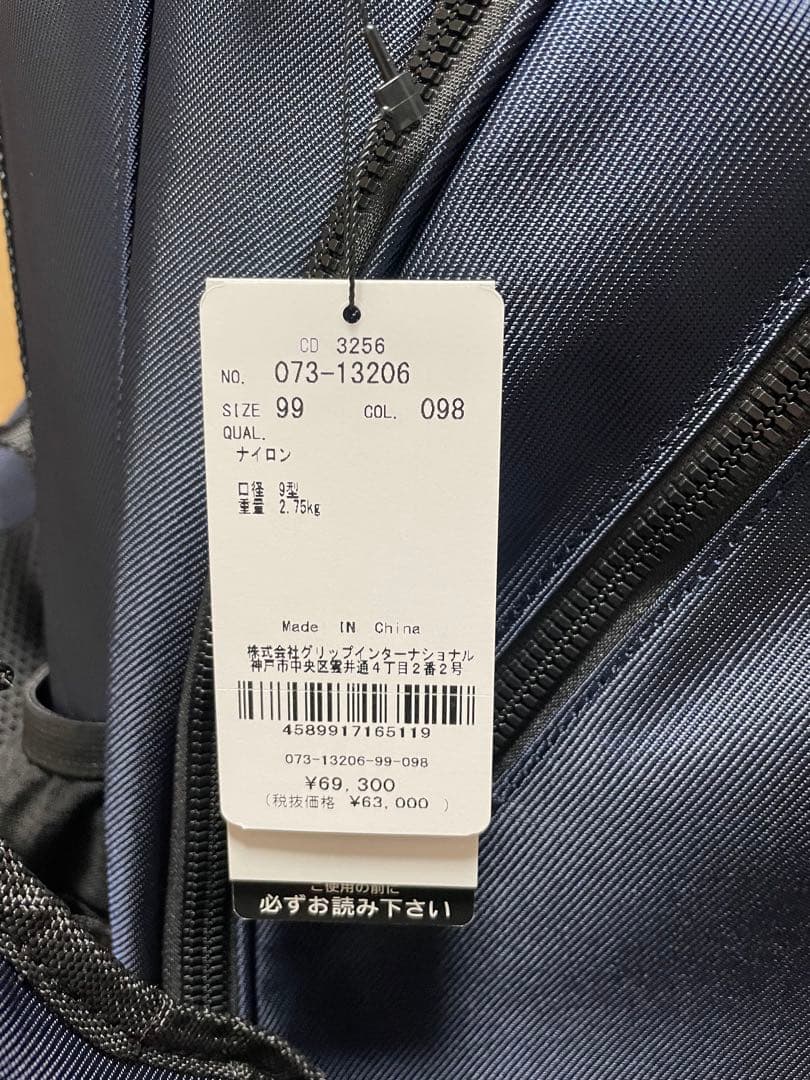 CD 3256
NO. 073-13206
SIZE 99 COL. 098
QUAL.
ナイロン
口径 9型
重量 2.75kg
Made IN China
株式会社グリップインターナショナル
神戸市中央区雲井通4丁目2番2号
4589917165119
073-13206-99-098
¥69,300
(税抜価格 ¥63,000 )
ご使用の前に
必ずお読み下さい